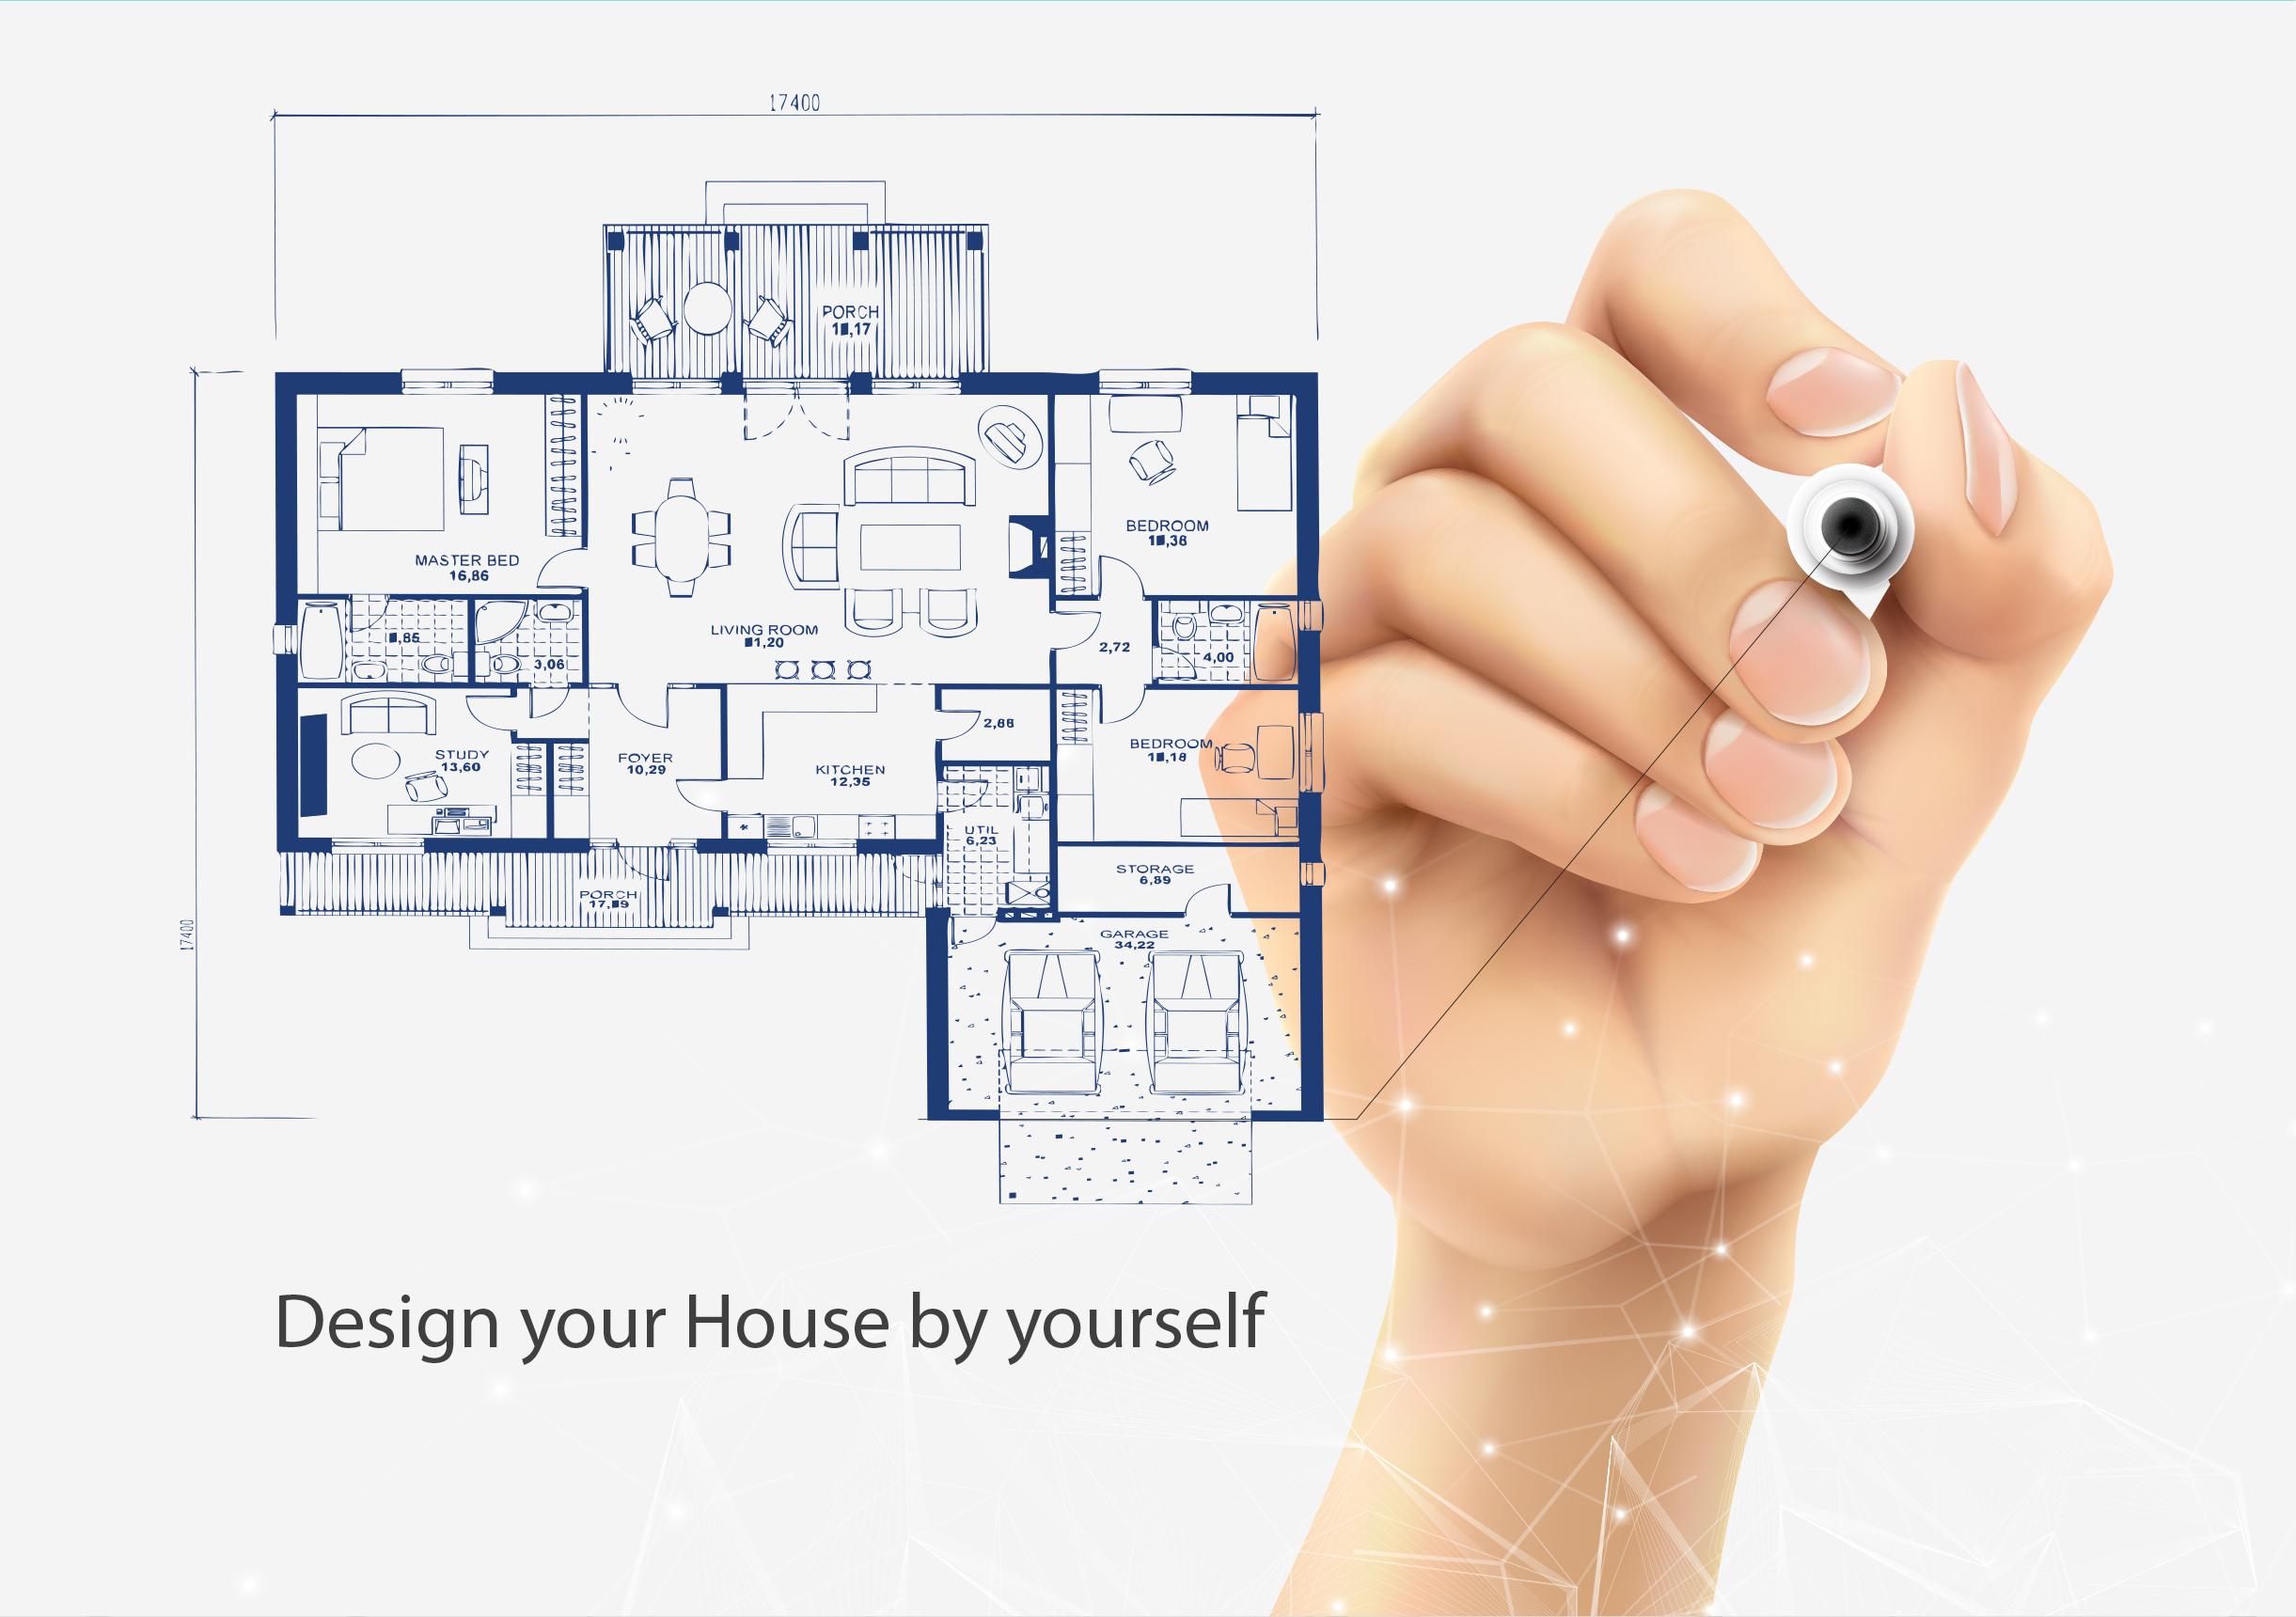 17400
PORCH
MASTER BED
16,86
BEDROOM
LIVING ROOM
3,06
2,72
4,00
STUDY
13,60
FOYER
10,29
KITCHEN
12,35
BEDROOM
UTIL
6,23
STORAGE
6,89
PORCH
GARAGE
34,22
17400
Design your House by yourself